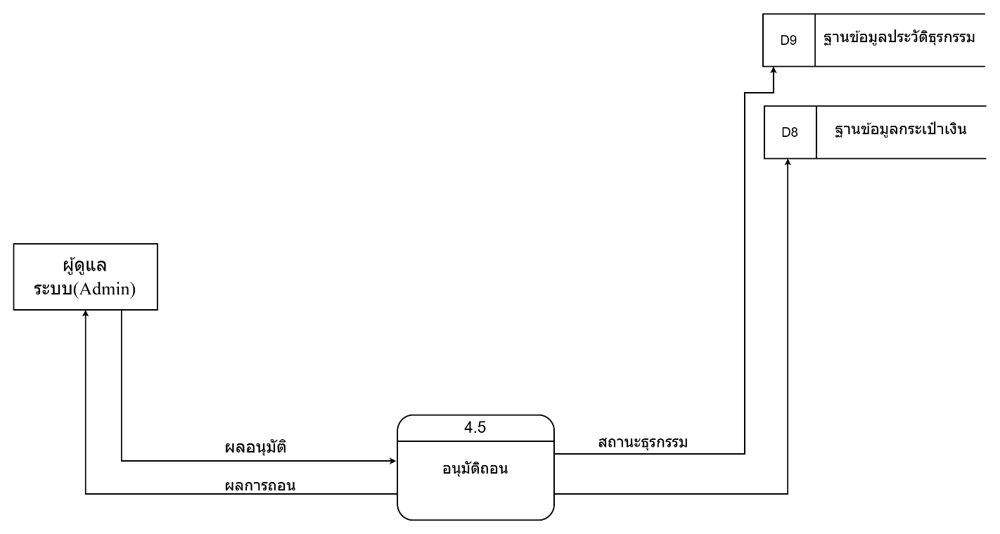 D9
ฐานข้อมูลประวัติธุรกรรม
D8
ฐานข้อมูลกระเป๋าเงิน
ผู้ดูแล
ระบบ(Admin)
4.5
ผลอนุมัติ
สถานะธุรกรรม
อนุมัติถอน
ผลการถอน